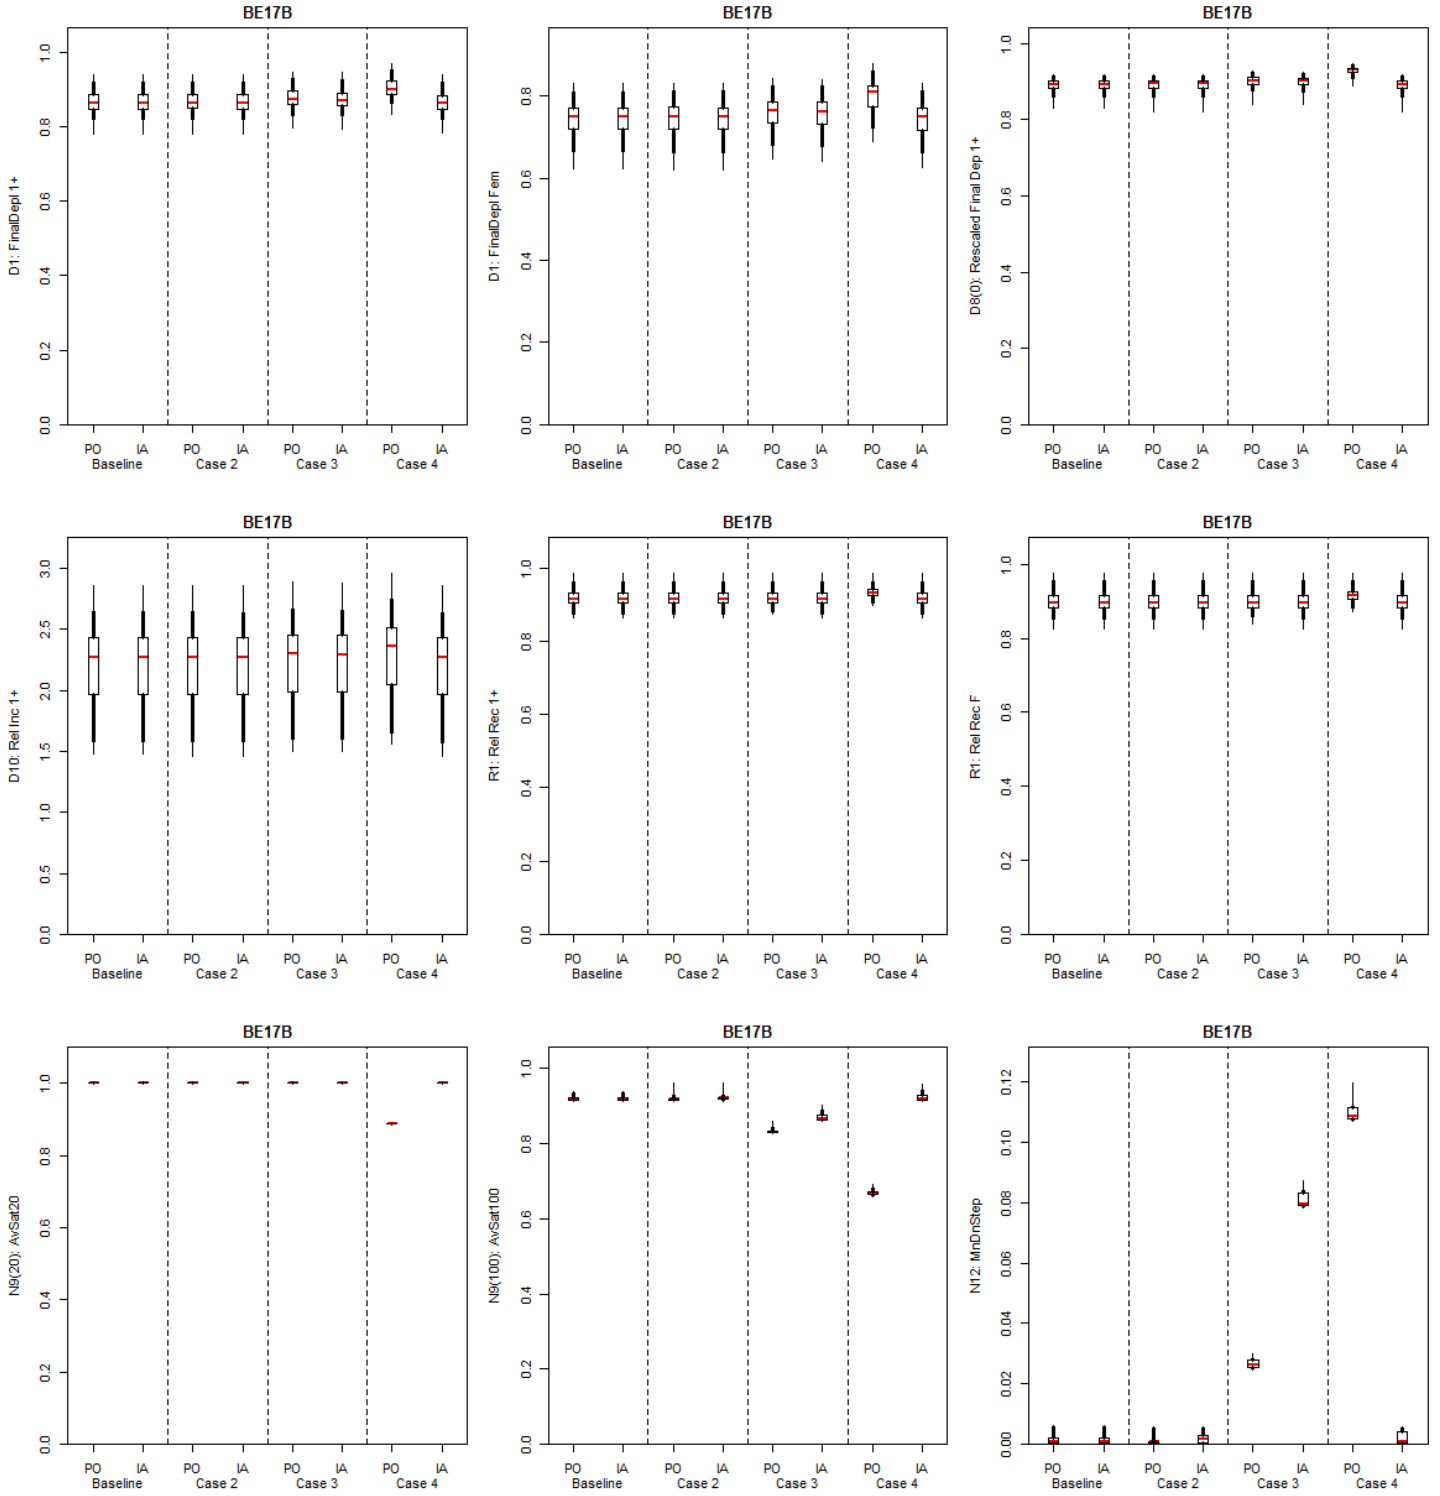 BE17B
D1: FinalDepl 1+
0.0 0.2 0.4 0.6 0.8 1.0
PO IA PO IA PO IA PO IA
Baseline Case 2 Case 3 Case 4
BE17B
D1: FinalDepl Fem
0.0 0.2 0.4 0.6 0.8
PO IA PO IA PO IA PO IA
Baseline Case 2 Case 3 Case 4
BE17B
D8(0): Rescaled Final Dep 1+
0.0 0.2 0.4 0.6 0.8 1.0
PO IA PO IA PO IA PO IA
Baseline Case 2 Case 3 Case 4
BE17B
D10: Rel Inc 1+
0.0 0.5 1.0 1.5 2.0 2.5 3.0
PO IA PO IA PO IA PO IA
Baseline Case 2 Case 3 Case 4
BE17B
R1: Rel Rec 1+
0.0 0.2 0.4 0.6 0.8 1.0
PO IA PO IA PO IA PO IA
Baseline Case 2 Case 3 Case 4
BE17B
R1: Rel Rec F
0.0 0.2 0.4 0.6 0.8 1.0
PO IA PO IA PO IA PO IA
Baseline Case 2 Case 3 Case 4
BE17B
N9(20): AvSat20
0.0 0.2 0.4 0.6 0.8 1.0
PO IA PO IA PO IA PO IA
Baseline Case 2 Case 3 Case 4
BE17B
N9(100): AvSat100
0.0 0.2 0.4 0.6 0.8 1.0
PO IA PO IA PO IA PO IA
Baseline Case 2 Case 3 Case 4
BE17B
N12: MnDnStep
0.00 0.02 0.04 0.06 0.08 0.10 0.12
PO IA PO IA PO IA PO IA
Baseline Case 2 Case 3 Case 4